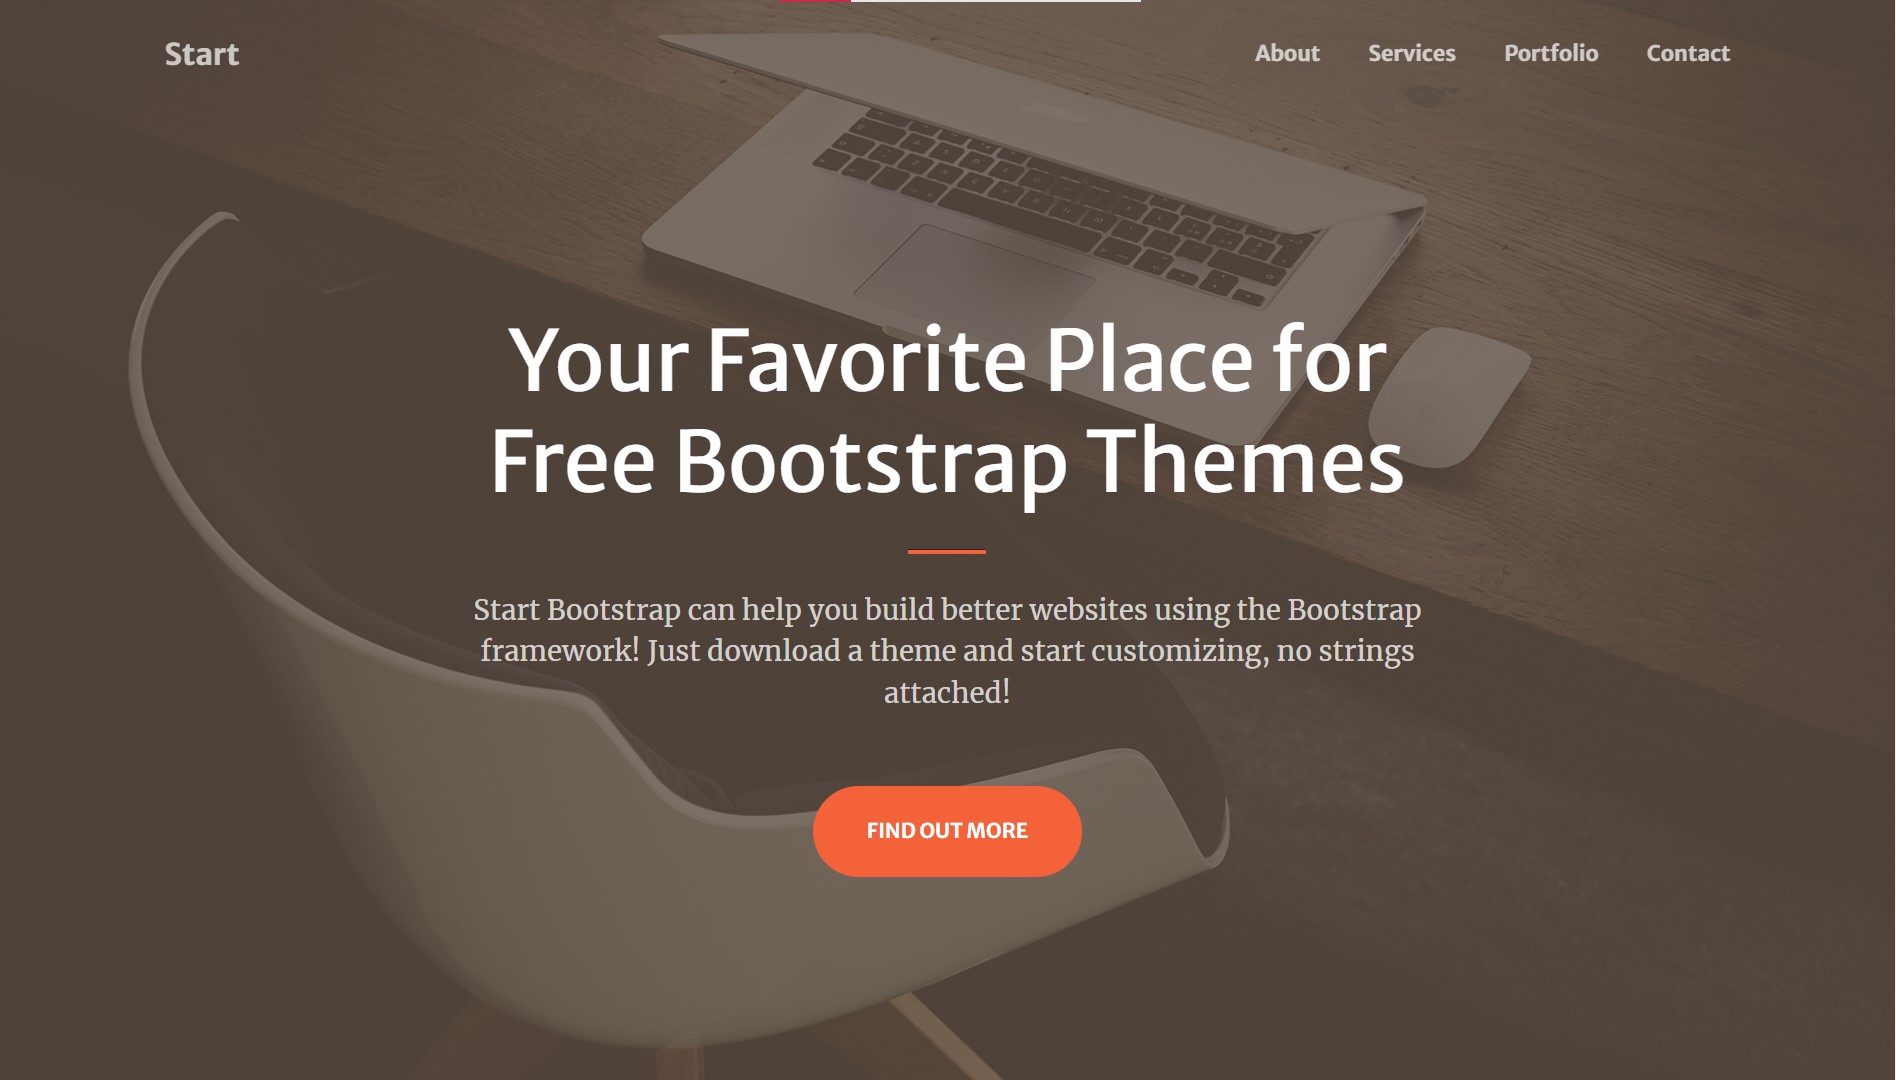 Start
About
Services
Portfolio
Contact
Your Favorite Place for
Free Bootstrap Themes
Start Bootstrap can help you build better websites using the Bootstrap
framework! Just download a theme and start customizing, no strings
attached!
FIND OUT MORE